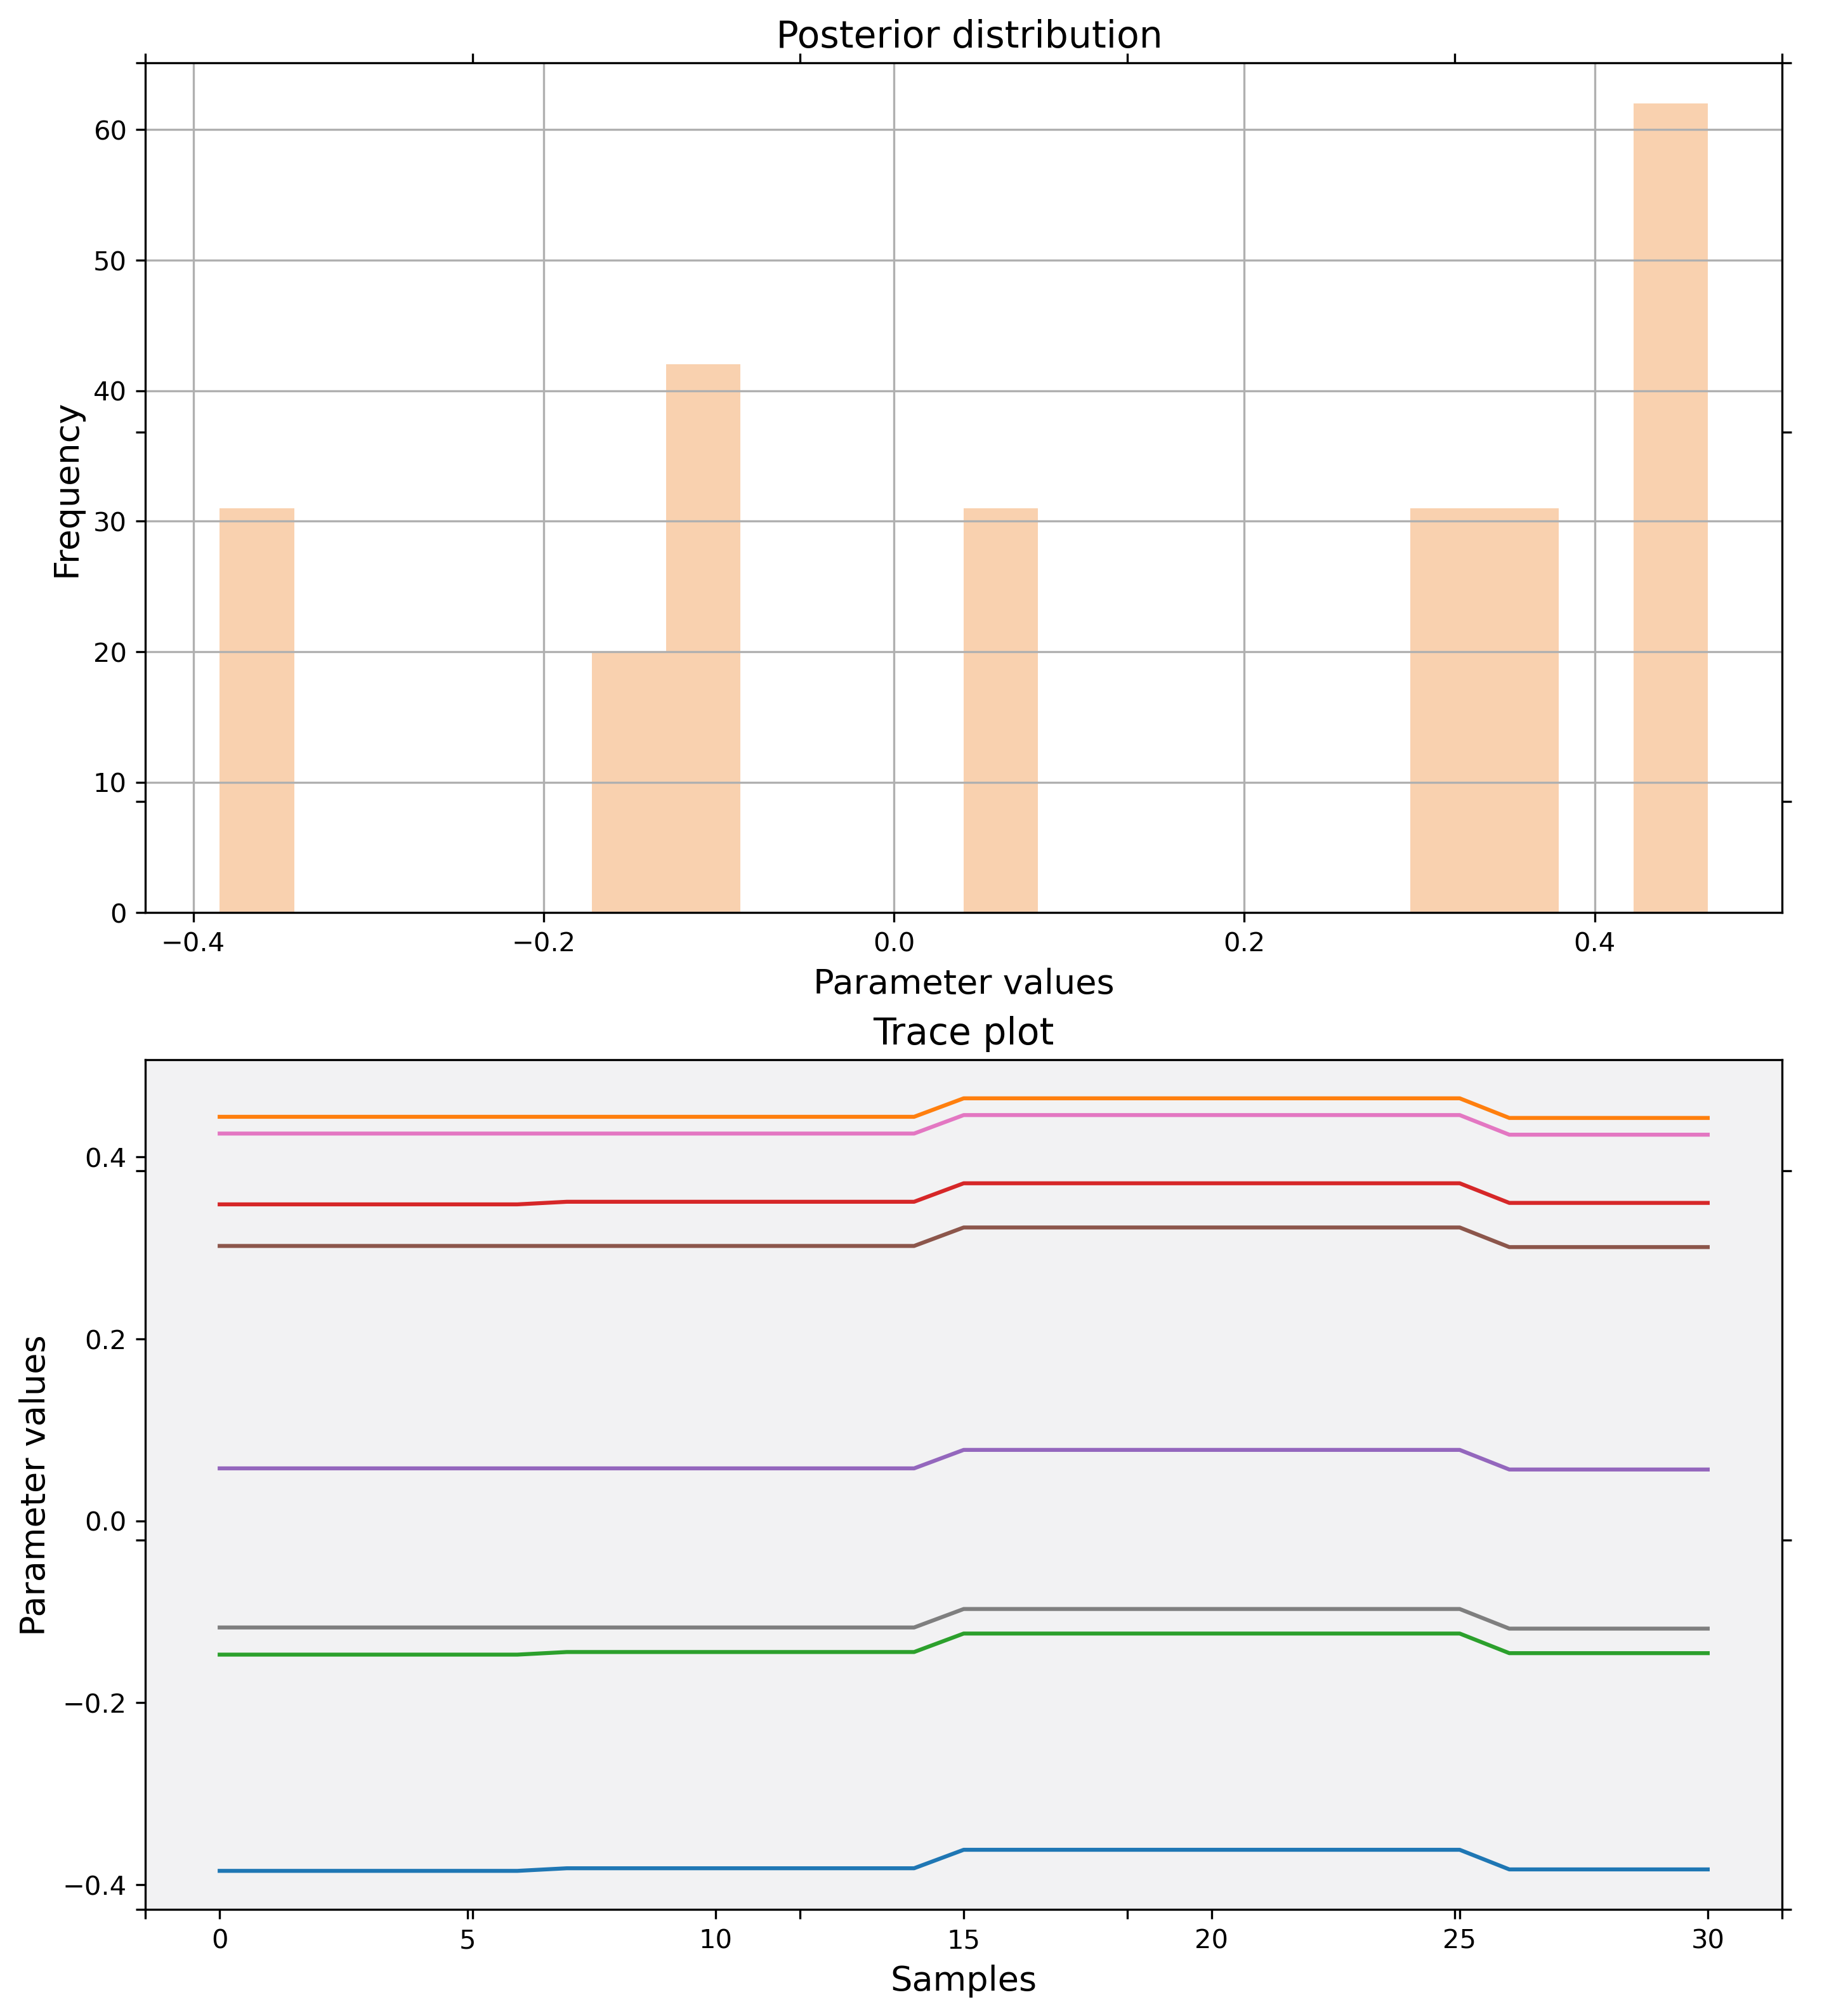 Posterior distribution
60
50
40
30
20
10
0
Frequency
−0.4 −0.2 0.0 0.2 0.4
Parameter values
Trace plot
0.4
0.2
0.0
−0.2
−0.4
Parameter values
0 5 10 15 20 25 30
Samples